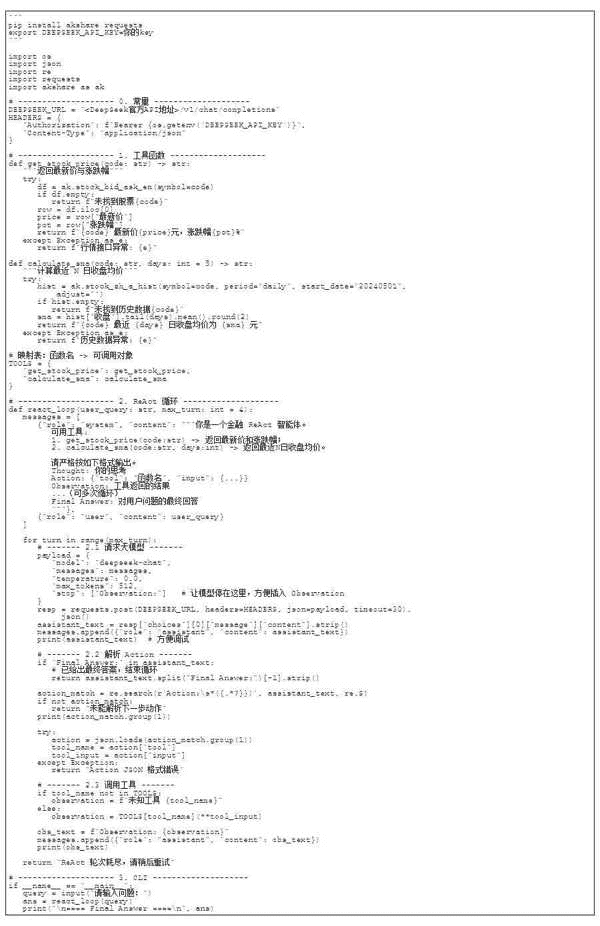 ```
pip install akshare requests
export DEEPSEEK_API_KEY=你的key
```
import os
import json
import re
import requests
import akshare as ak
# -------------------- 0. 常量 --------------------
DEEPSEEK_URL = "<DeepSeek官方API地址>/v1/chat/completions"
HEADERS = {
    "Authorization": f"Bearer {os.getenv('DEEPSEEK_API_KEY')}",
    "Content-Type": "application/json"
}
# -------------------- 1. 工具函数 --------------------
def get_stock_price(code: str) -> str:
    """返回最新价与涨跌幅"""
    try:
        df = ak.stock_bid_ask_em(symbol=code)
        if df.empty:
            return f"未找到股票{code}"
        row = df.iloc[0]
        price = row["最新价"]
        pct = row["涨跌幅"]
        return f"{code} 最新价{price}元，涨跌幅{pct}%"
    except Exception as e:
        return f"行情接口异常: {e}"
def calculate_sma(code: str, days: int = 5) -> str:
    """计算最近 N 日收盘均价"""
    try:
        hist = ak.stock_zh_a_hist(symbol=code, period="daily", start_date="20240501",
            adjust="")
        if hist.empty:
            return f"未找到历史数据{code}"
        sma = hist["收盘"].tail(days).mean().round(2)
        return f"{code} 最近 {days} 日收盘均价为 {sma} 元"
    except Exception as e:
        return f"历史数据异常: {e}"
# 映射表：函数名 -> 可调用对象
TOOLS = {
    "get_stock_price": get_stock_price,
    "calculate_sma": calculate_sma
}
# -------------------- 2. ReAct 循环 --------------------
def react_loop(user_query: str, max_turn: int = 4):
    messages = [
        {"role": "system", "content": """你是一个金融 ReAct 智能体。
            可用工具:
            1. get_stock_price(code:str) -> 返回最新价和涨跌幅;
            2. calculate_sma(code:str, days:int) -> 返回最近N日收盘均价。
            请严格按如下格式输出。
            Thought: 你的思考
            Action: {"tool": "函数名", "input": {...}}
            Observation: 工具返回的结果
            ...（可多次循环）
            Final Answer: 对用户问题的最终回答
            """},
        {"role": "user", "content": user_query}
    ]
    for turn in range(max_turn):
        # ------- 2.1 请求大模型 -------
        payload = {
            "model": "deepseek-chat",
            "messages": messages,
            "temperature": 0.0,
            "max_tokens": 512,
            "stop": ["Observation:"]   # 让模型停在这里，方便插入 Observation
        }
        resp = requests.post(DEEPSEEK_URL, headers=HEADERS, json=payload, timeout=30).
            json()
        assistant_text = resp["choices"][0]["message"]["content"].strip()
        messages.append({"role": "assistant", "content": assistant_text})
        print(assistant_text)  # 方便调试
        # ------- 2.2 解析 Action -------
        if "Final Answer:" in assistant_text:
            # 已给出最终答案，结束循环
            return assistant_text.split("Final Answer:")[-1].strip()
        action_match = re.search(r'Action:\s*({.*?}})', assistant_text, re.S)
        if not action_match:
            return "未能解析下一步动作"
        print(action_match.group(1))
        try:
            action = json.loads(action_match.group(1))
            tool_name = action["tool"]
            tool_input = action["input"]
        except Exception:
            return "Action JSON 格式错误"
        # ------- 2.3 调用工具 -------
        if tool_name not in TOOLS:
            observation = f"未知工具 {tool_name}"
        else:
            observation = TOOLS[tool_name](**tool_input)
        obs_text = f"Observation: {observation}"
        messages.append({"role": "assistant", "content": obs_text})
        print(obs_text)
    return "ReAct 轮次耗尽，请稍后重试"
# -------------------- 3. CLI --------------------
if __name__ == "__main__":
    query = input("请输入问题：")
    ans = react_loop(query)
    print("\n==== Final Answer ====\n", ans)